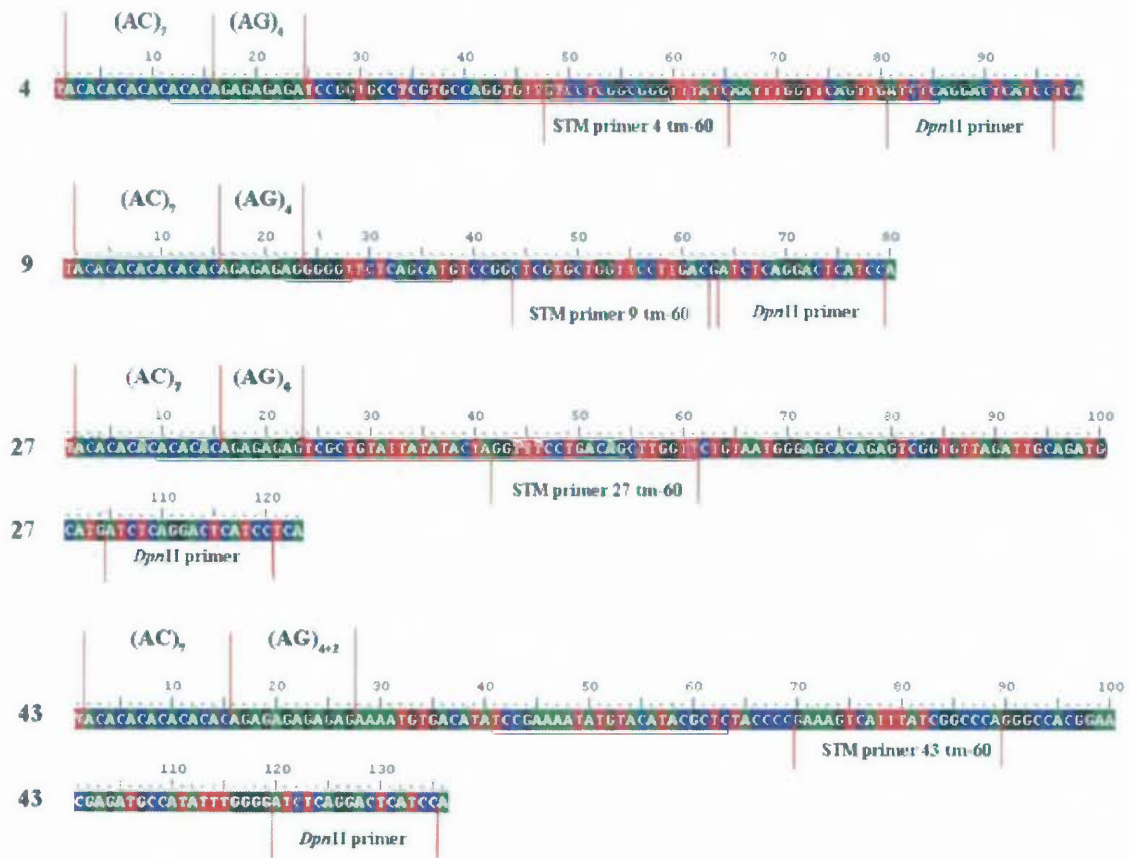 (AC)₇ (AG)₄
10 20 30 40 50 60 70 80 90
4 TACACACACACACACAGAGAGAGATCCGGTGCCTCGTGCCAGGTGTTGTCCTCGGCGGGTTTATCAATTTGGTTCAGTTGATCTCAGGACTCATCCTCA
STM primer 4 tm-60 DpnII primer
(AC)₇ (AG)₄
10 20 30 40 50 60 70 80
9 TACACACACACACACAGAGAGAGGGGGTTCTCAGCATGTCCGGCTCGTGCTGGTTCCTTGACGATCTCAGGACTCATCCA
STM primer 9 tm-60 DpnII primer
(AC)₇ (AG)₄
10 20 30 40 50 60 70 80 90 100
27 TACACACACACACACAGAGAGAGTCGCTGTATTATATACTAGGTTTCCTGACAGCTTGGTTCTGTAATGGGAGCACAGAGTCGGTGTTAGATTGCAGATG
STM primer 27 tm-60
110 120
27 CATGATCTCAGGACTCATCCTCA
DpnII primer
(AC)₇ (AG)₄₊₂
10 20 30 40 50 60 70 80 90 100
43 TACACACACACACACAGAGAGAGAGAGAAAATGTGACATATCCGAAAATATGTACATACGCTCTACCCCGAAAGTCATTTATCGGCCCAGGGCCACGGAA
STM primer 43 tm-60
110 120 130
43 CGAGATGCCATATTTGGGGATCTCAGGACTCATCCA
DpnII primer